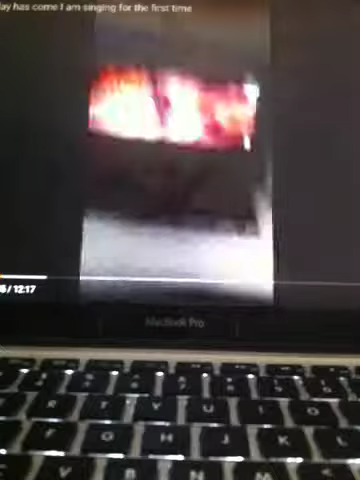 ay has come I am singing for the first time
/ 12:17
MacBook Pro
R T Y U I O
F G H J K L
V B N M